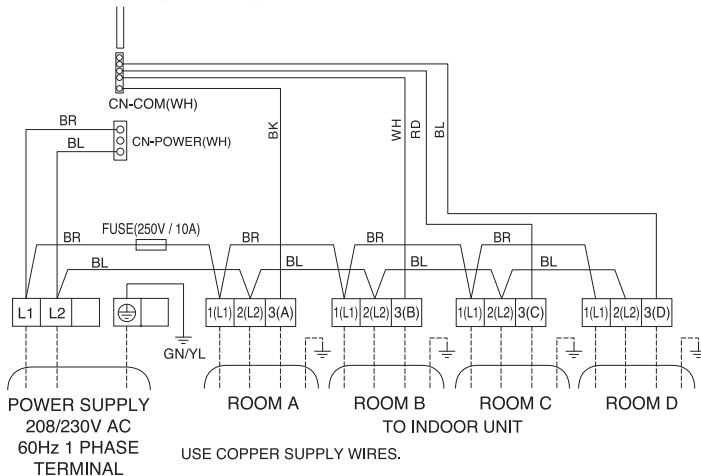 CN-COM(WH)
BR
CN-POWER(WH)
BL
BK
WH
RD
BL
FUSE(250V / 10A)
BR
BR
BR
BR
BL
BL
BL
BL
L1
L2
GN/YL
1(L1)
2(L2)
3(A)
1(L1)
2(L2)
3(B)
1(L1)
2(L2)
3(C)
1(L1)
2(L2)
3(D)
POWER SUPPLY
208/230V AC
60Hz 1 PHASE
TERMINAL
ROOM A
ROOM B
ROOM C
ROOM D
TO INDOOR UNIT
USE COPPER SUPPLY WIRES.